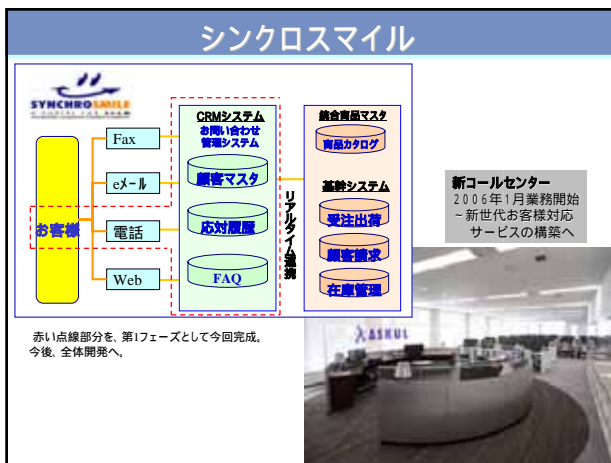 シンクロスマイル
SYNCHROSMILE
お客様
Fax
eメール
電話
Web
CRMシステム
お問い合わせ
管理システム
顧客マスタ
応対履歴
FAQ
リアルタイム連携
統合商品マスタ
商品カタログ
基幹システム
受注出荷
顧客請求
在庫管理
赤い点線部分を、第1フェーズとして今回完成。
今後、全体開発へ。
新コールセンター
2006年1月業務開始
~新世代お客様対応
サービスの構築へ
ASKUL